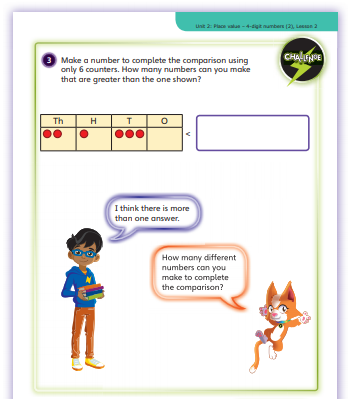 Unit 2: Place value – 4-digit numbers (2), Lesson 2
CHALLENGE
3 Make a number to complete the comparison using
only 6 counters. How many numbers can you make
that are greater than the one shown?
Th H T O
<
I think there is more
than one answer.
How many different
numbers can you
make to complete
the comparison?